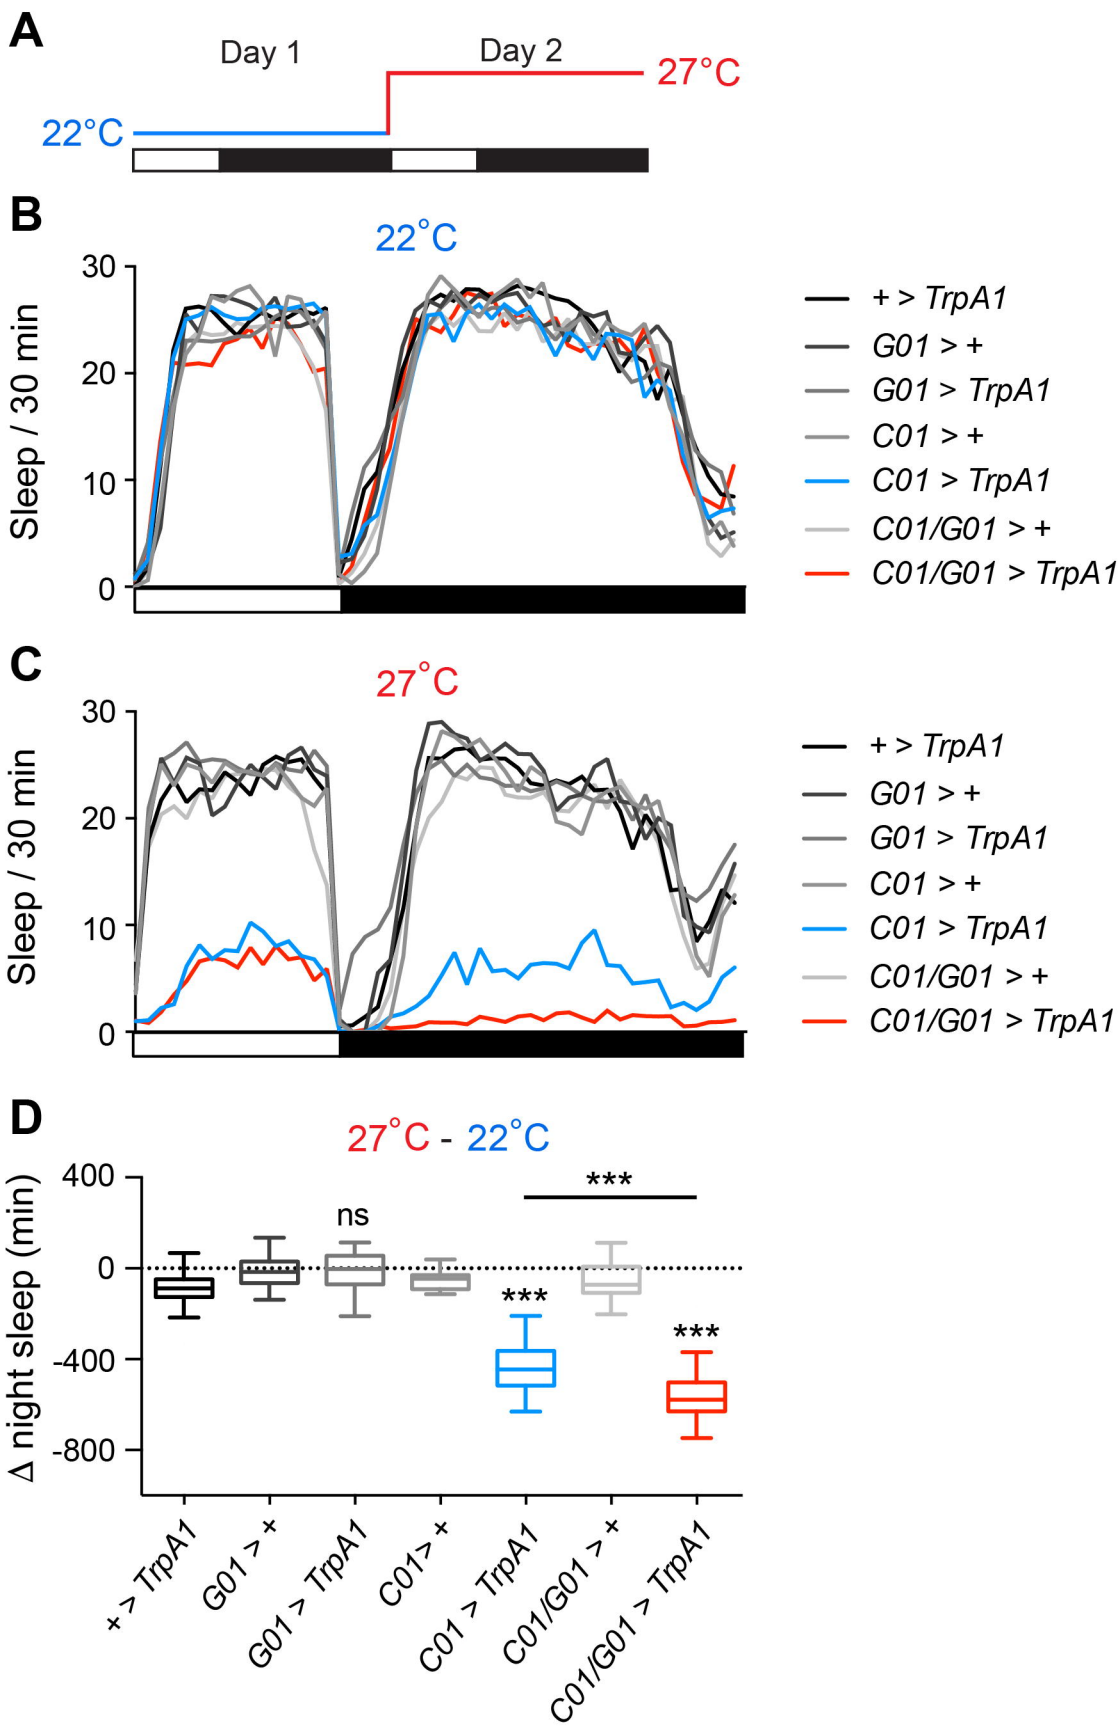 A
Day 1
Day 2
27°C
22°C
B
22°C
30
20
10
0
Sleep / 30 min
+ > TrpA1
G01 > +
G01 > TrpA1
C01 > +
C01 > TrpA1
C01/G01 > +
C01/G01 > TrpA1
C
27°C
30
20
10
0
Sleep / 30 min
+ > TrpA1
G01 > +
G01 > TrpA1
C01 > +
C01 > TrpA1
C01/G01 > +
C01/G01 > TrpA1
D
27°C - 22°C
400
0
-400
-800
Δ night sleep (min)
***
ns
***
***
+ > TrpA1
G01 > +
G01 > TrpA1
C01> +
C01 > TrpA1
C01/G01 > +
C01/G01 > TrpA1